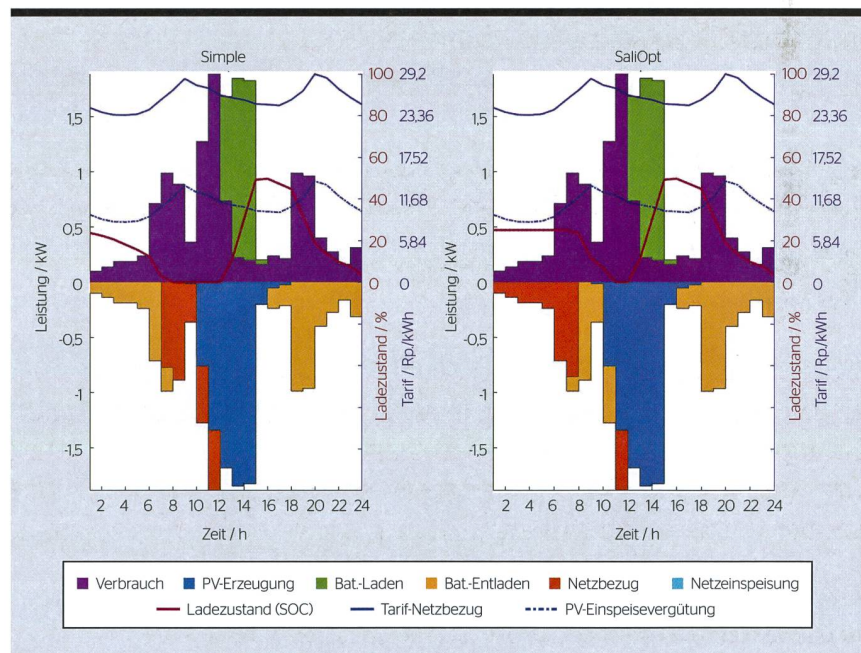 Simple
1,5
1
0,5
0
-0,5
-1
-1,5
Leistung / kW
100
80
60
40
20
0
Ladezustand / %
29,2
23,36
17,52
11,68
5,84
0
Tarif / Rp./kWh
2 4 6 8 10 12 14 16 18 20 22 24
Zeit / h
SaliOpt
1,5
1
0,5
0
-0,5
-1
-1,5
Leistung / kW
100
80
60
40
20
0
Ladezustand / %
29,2
23,36
17,52
11,68
5,84
0
Tarif / Rp./kWh
2 4 6 8 10 12 14 16 18 20 22 24
Zeit / h
Verbrauch PV-Erzeugung Bat.-Laden Bat.-Entladen Netzbezug Netzeinspeisung
Ladezustand (SOC) Tarif-Netzbezug PV-Einspeisevergütung